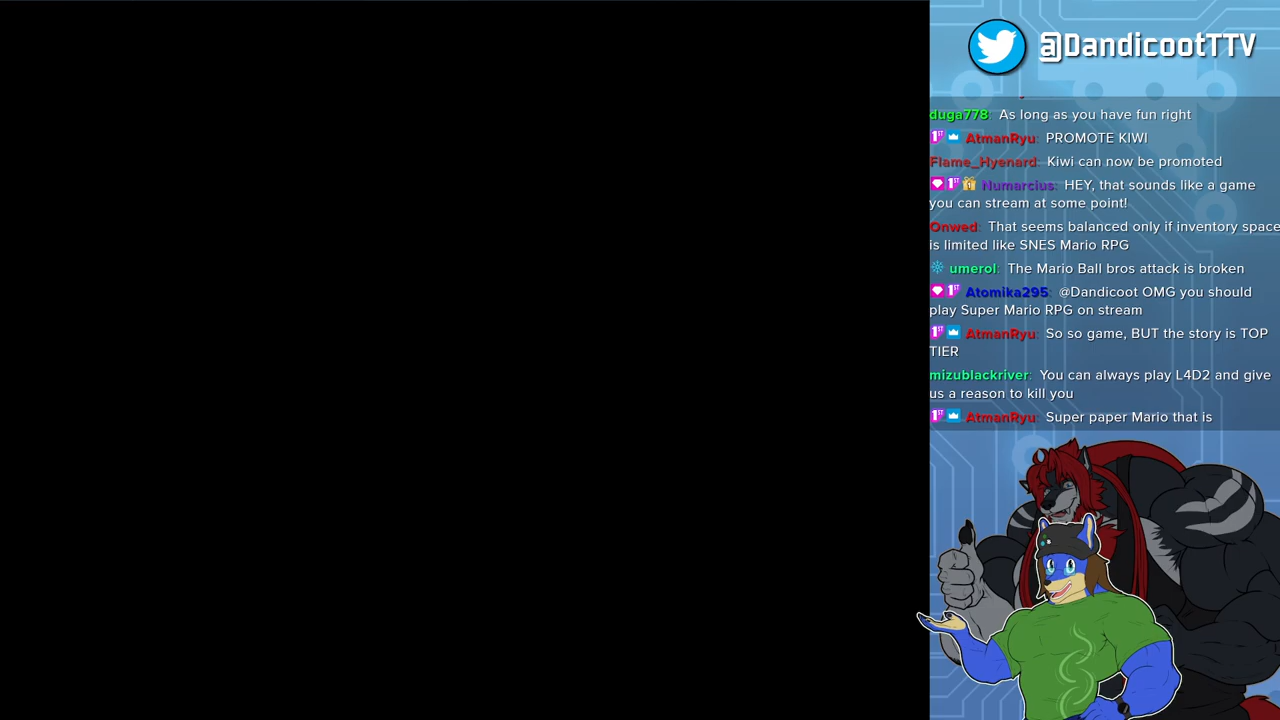 @DandicootTTV
duga778: As long as you have fun right
AtmanRyu: PROMOTE KIWI
Flame_Hyenard: Kiwi can now be promoted
Numarcius: HEY, that sounds like a game
you can stream at some point!
Onwed: That seems balanced only if inventory space
is limited like SNES Mario RPG
umerol: The Mario Ball bros attack is broken
Atomika295: @Dandicoot OMG you should
play Super Mario RPG on stream
AtmanRyu: So so game, BUT the story is TOP
TIER
mizublackriver: You can always play L4D2 and give
us a reason to kill you
AtmanRyu: Super paper Mario that is